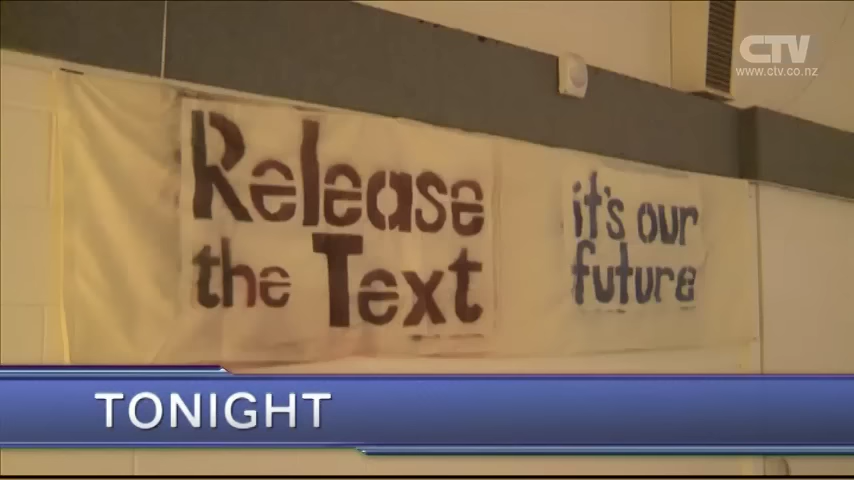 CTV
www.ctv.co.nz
Release
the Text
it's our
future
TONIGHT